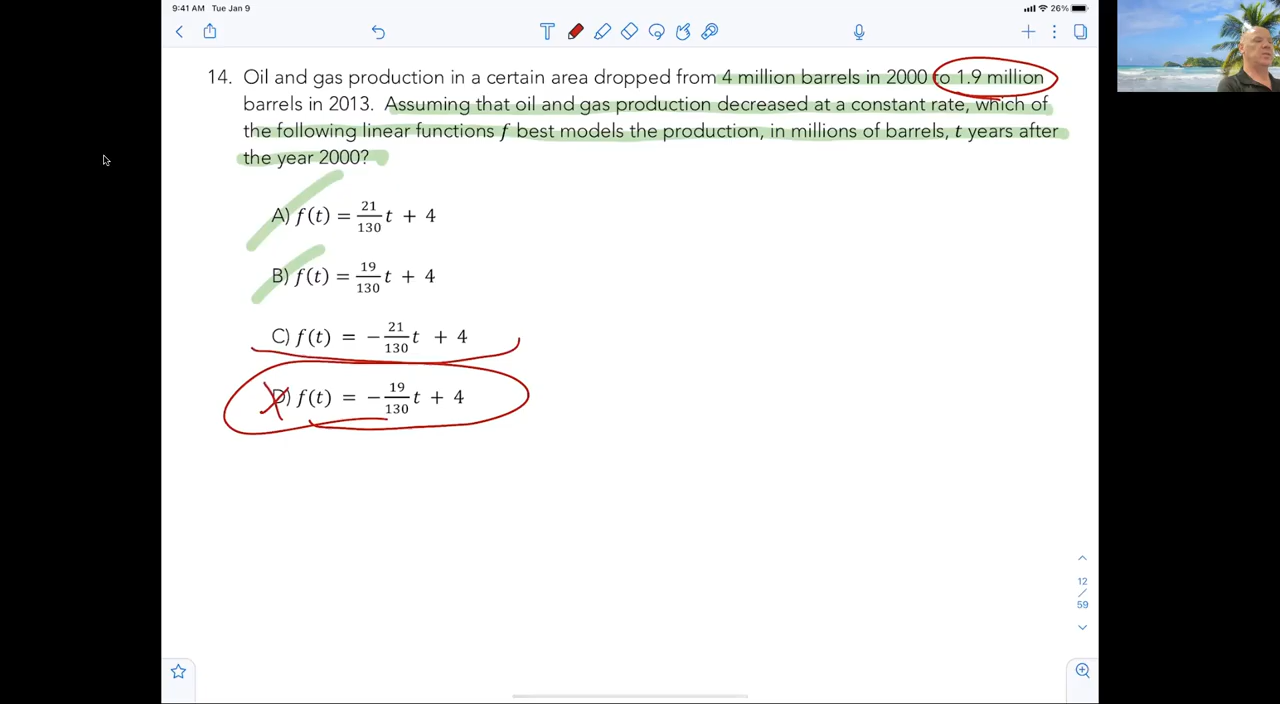 9:41 AM Tue Jan 9
26%
14. Oil and gas production in a certain area dropped from 4 million barrels in 2000 to 1.9 million
barrels in 2013. Assuming that oil and gas production decreased at a constant rate, which of
the following linear functions f best models the production, in millions of barrels, t years after
the year 2000?
A) f(t) = 21/130 t + 4
B) f(t) = 19/130 t + 4
C) f(t) = −21/130 t + 4
D) f(t) = −19/130 t + 4
12
/
59